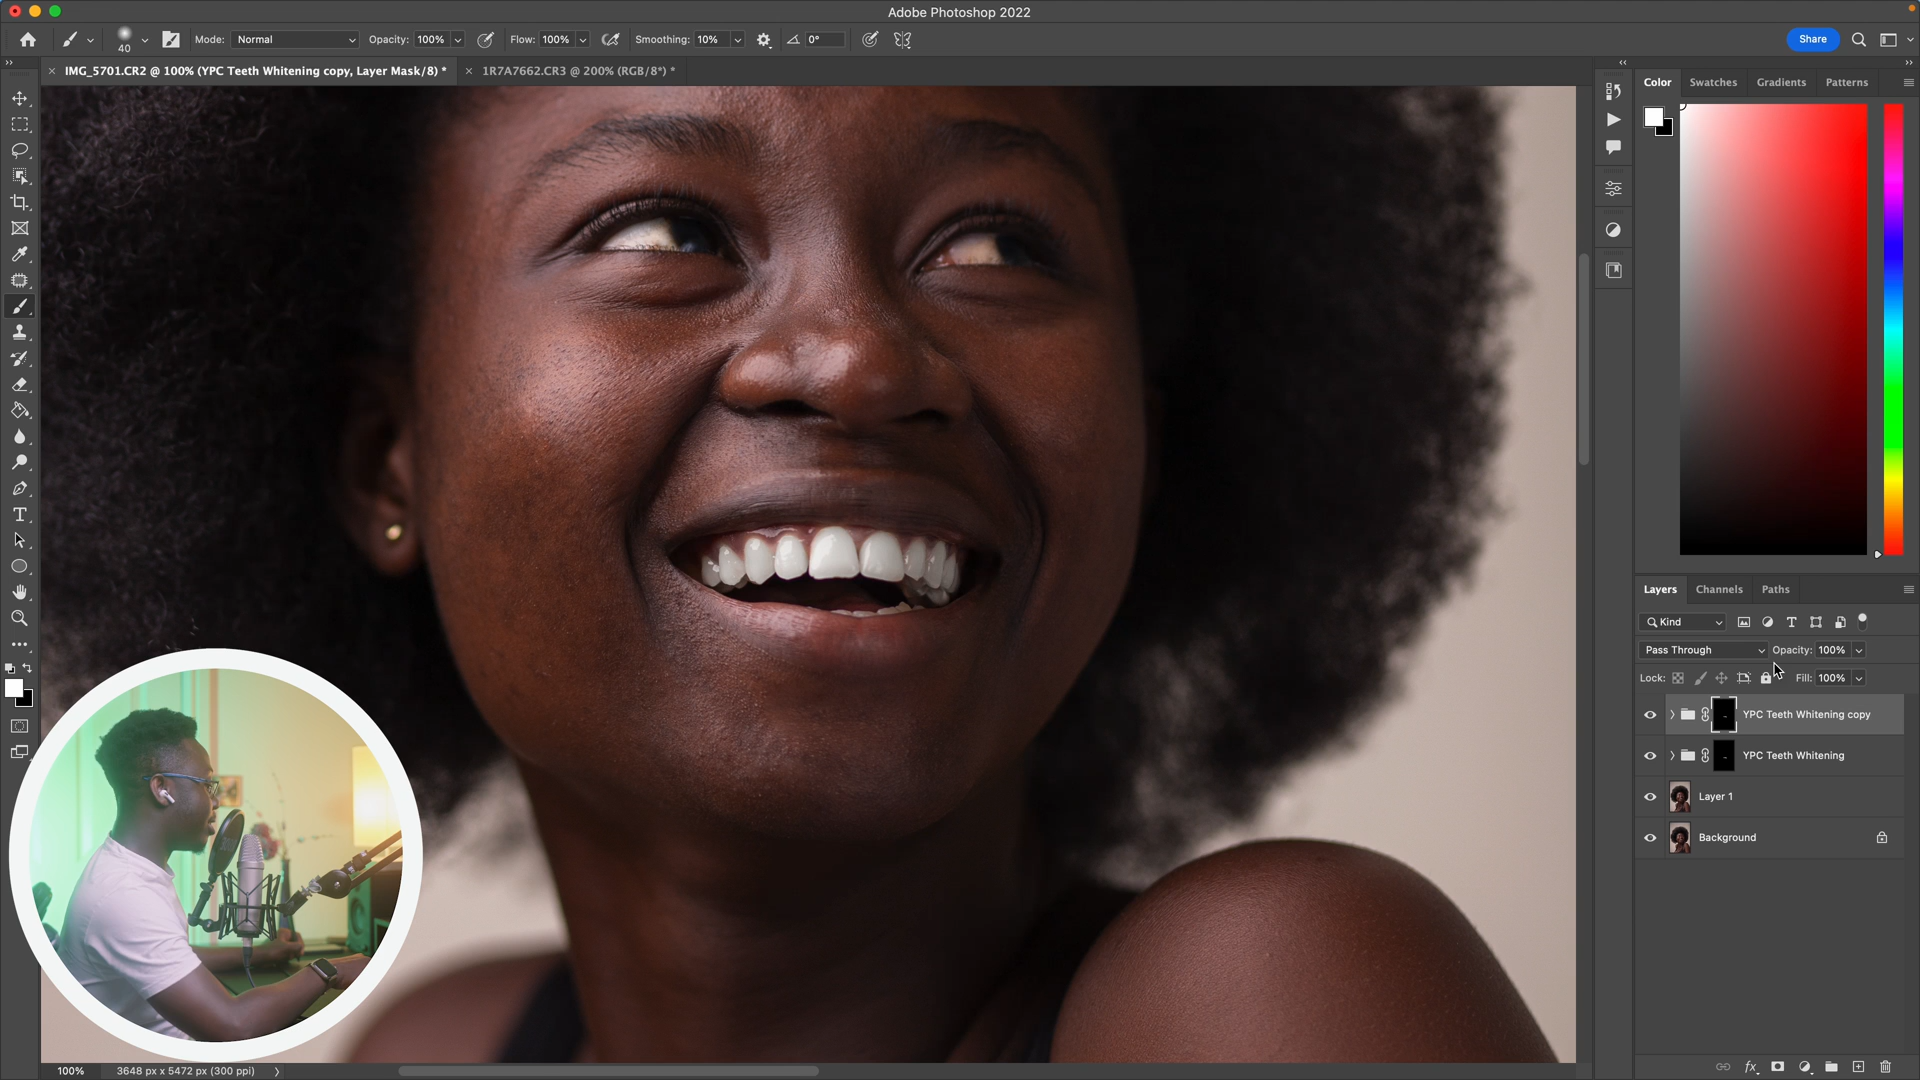 Adobe Photoshop 2022
40
Mode: Normal Opacity: 100% Flow: 100% Smoothing: 10% 0° Share
IMG_5701.CR2 @ 100% (YPC Teeth Whitening copy, Layer Mask/8) *
1R7A7662.CR3 @ 200% (RGB/8*) *
Color Swatches Gradients Patterns
Layers Channels Paths
Kind
Pass Through Opacity: 100%
Lock: Fill: 100%
YPC Teeth Whitening copy
YPC Teeth Whitening
Layer 1
Background
100% 3648 px x 5472 px (300 ppi)